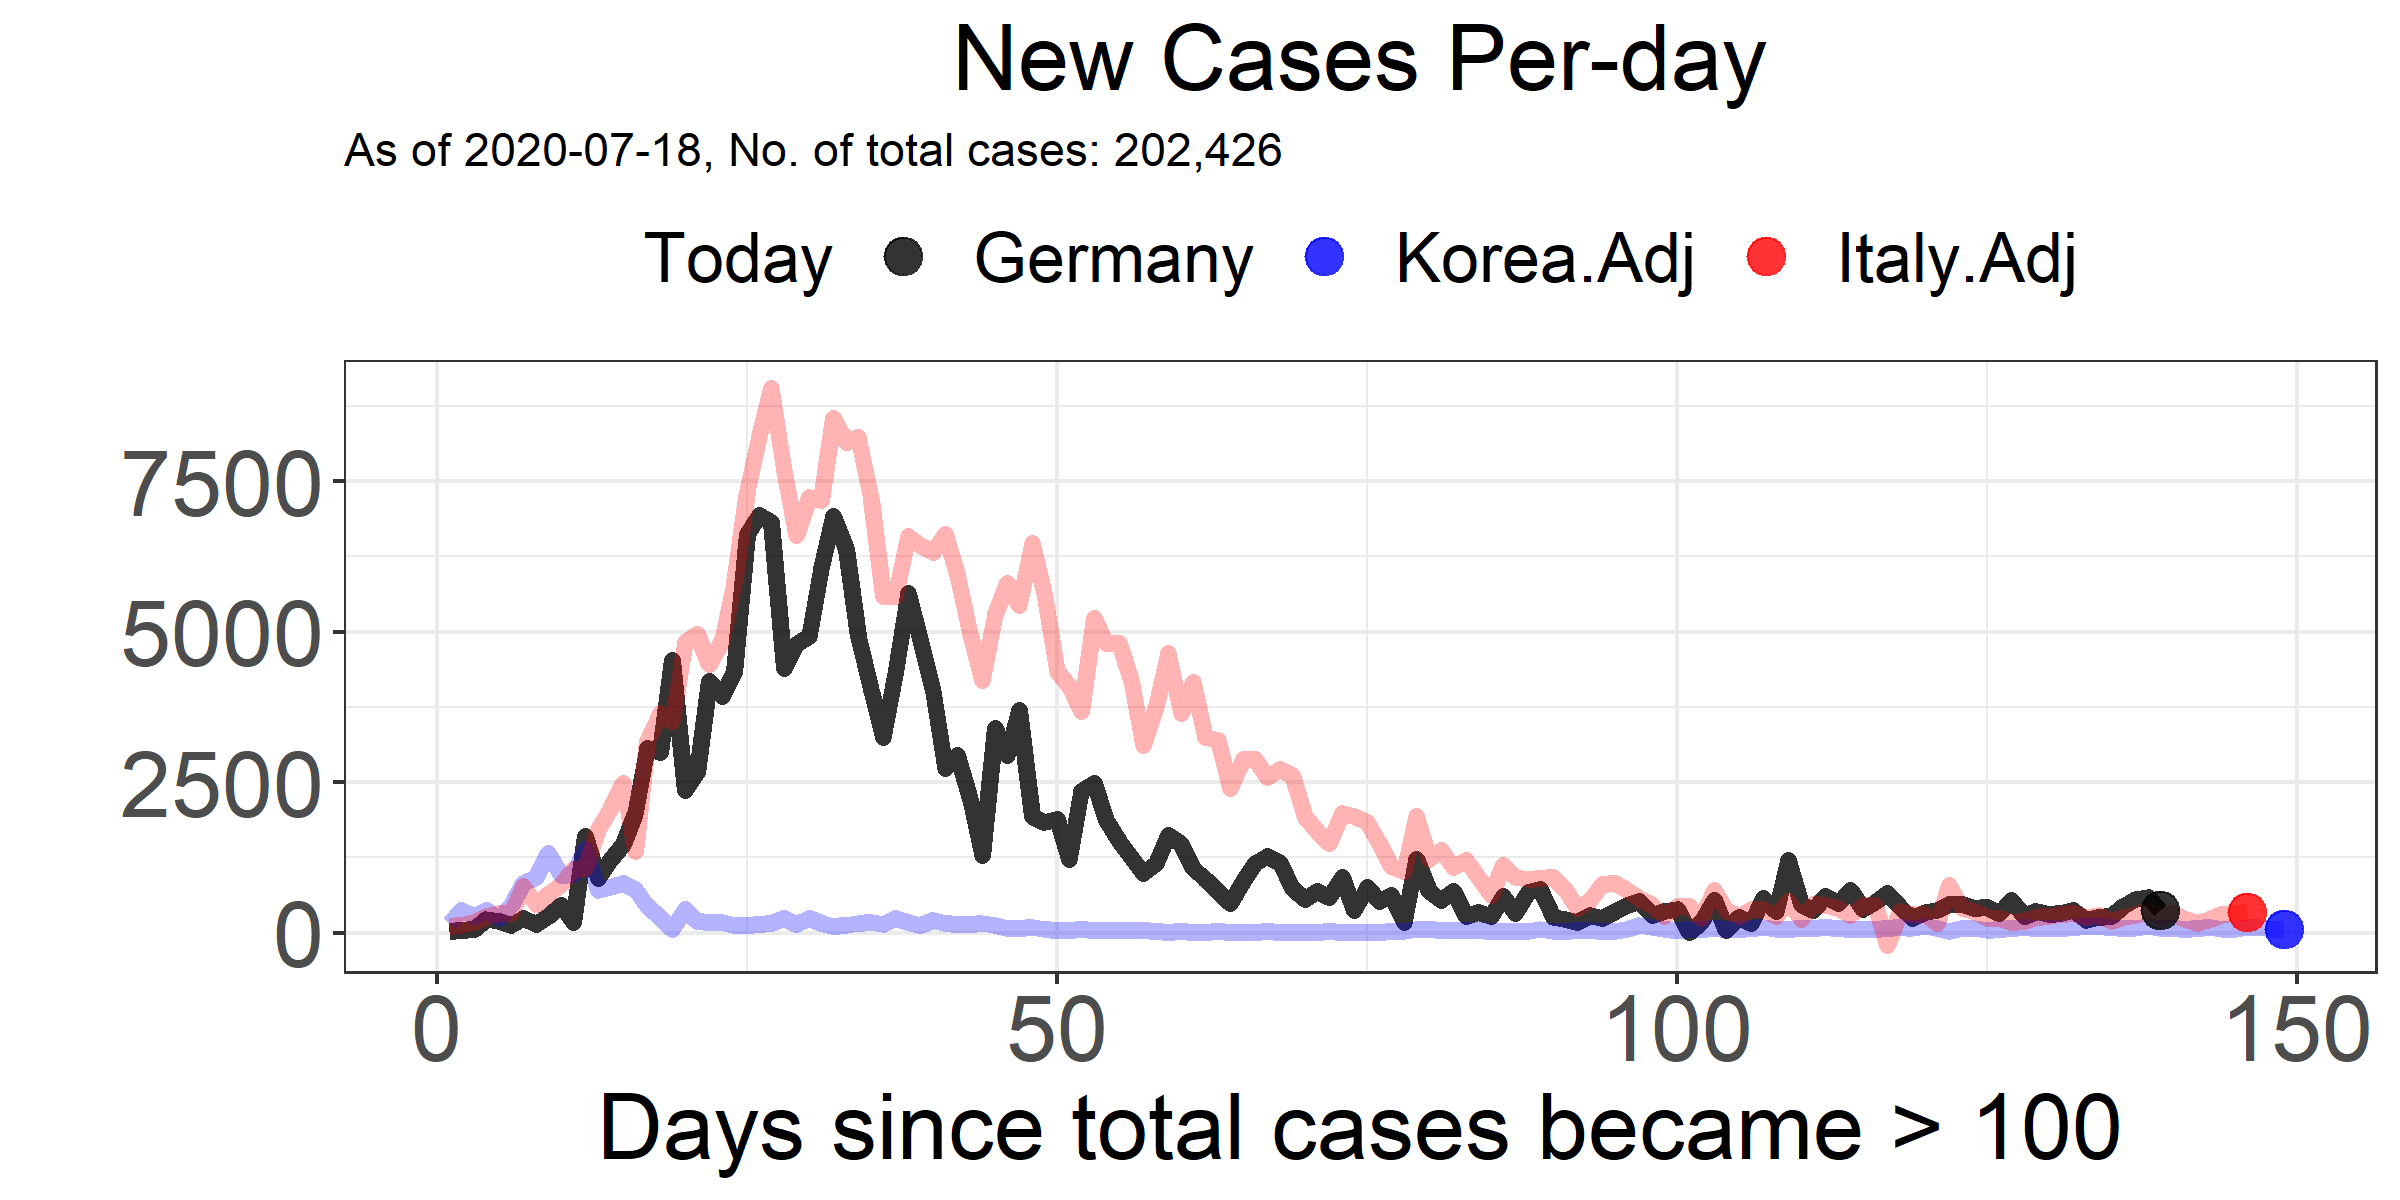 New Cases Per-day
As of 2020-07-18, No. of total cases: 202,426
Today Germany Korea.Adj Italy.Adj
7500
5000
2500
0
0 50 100 150
Days since total cases became > 100